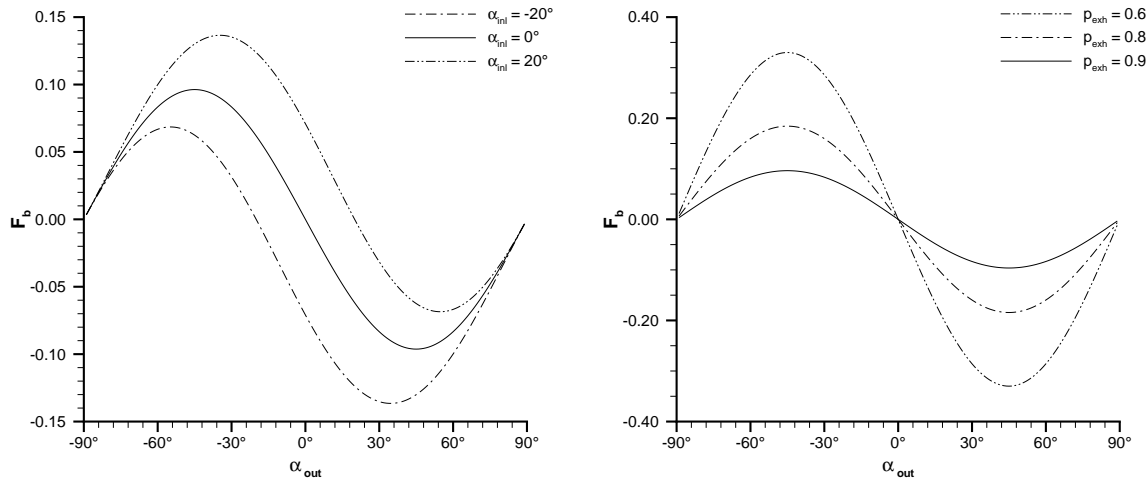 0.15
0.10
0.05
0.00
-0.05
-0.10
-0.15
F_b
-90° -60° -30° 0° 30° 60° 90°
α_out
α_inl = -20°
α_inl = 0°
α_inl = 20°
0.40
0.20
0.00
-0.20
-0.40
F_b
-90° -60° -30° 0° 30° 60° 90°
α_out
p_exh = 0.6
p_exh = 0.8
p_exh = 0.9